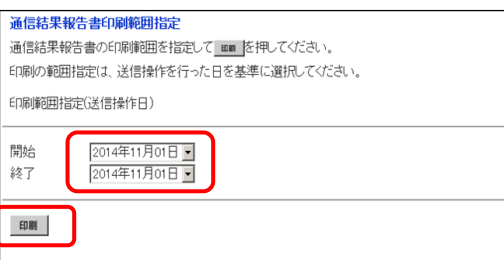 通信結果報告書印刷範囲指定
通信結果報告書の印刷範囲を指定して 印刷 を押してください。
印刷の範囲指定は、送信操作を行った日を基準に選択してください。
印刷範囲指定(送信操作日)
開始 2014年11月01日
終了 2014年11月01日
印刷